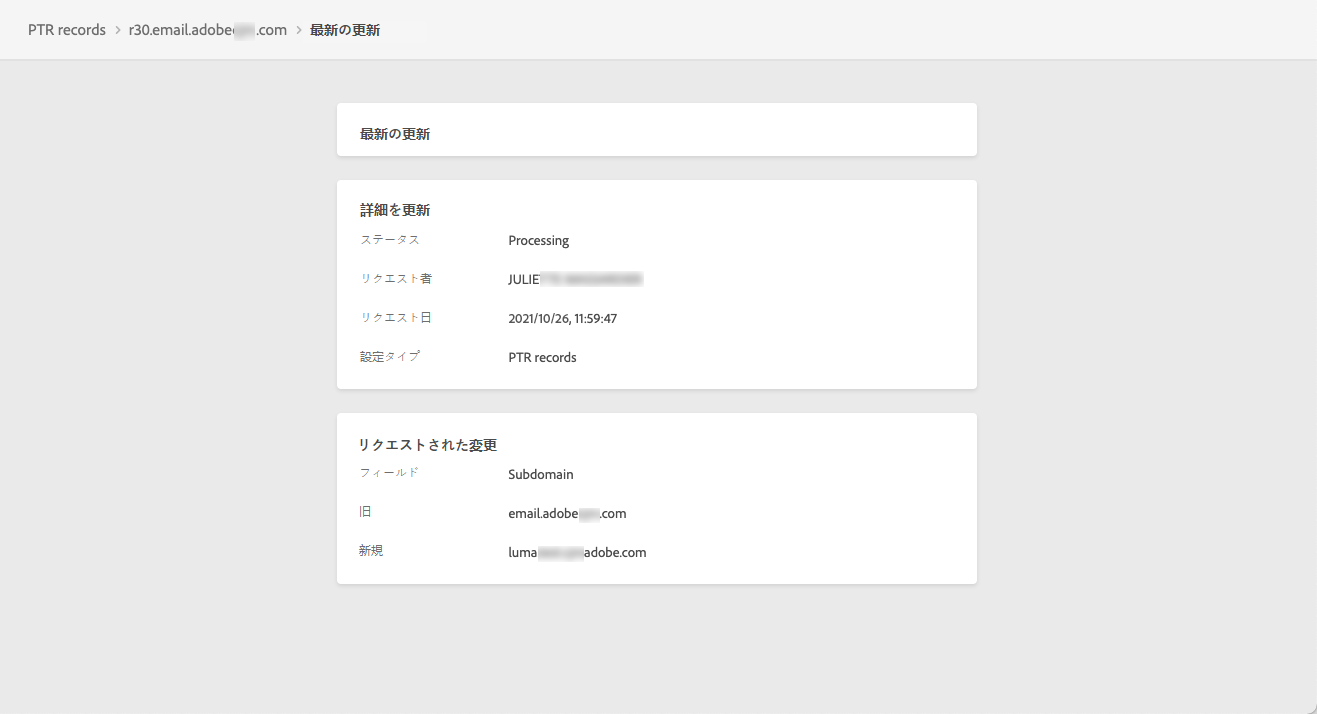 PTR records > r30.email.adobe .com > 最新の更新
最新の更新
詳細を更新
ステータス Processing
リクエスト者 JULIE
リクエスト日 2021/10/26, 11:59:47
設定タイプ PTR records
リクエストされた変更
フィールド Subdomain
旧 email.adobe .com
新規 luma adobe.com